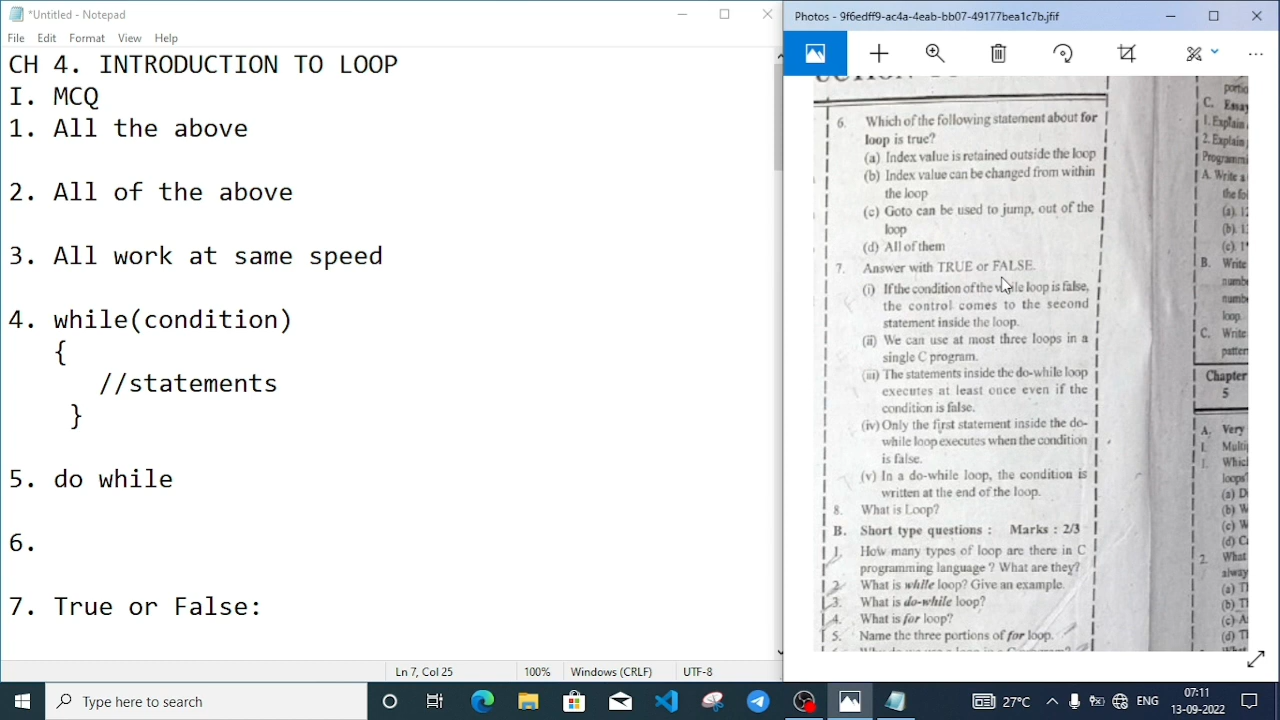 *Untitled - Notepad
File Edit Format View Help
CH 4. INTRODUCTION TO LOOP
I. MCQ
1. All the above
2. All of the above
3. All work at same speed
4. while(condition)
{
//statements
}
5. do while
6.
7. True or False:
Ln 7, Col 25 100% Windows (CRLF) UTF-8
Photos - 9f6edff9-ac4a-4eab-bb07-49177bea1c7b.jfif
6. Which of the following statement about for
loop is true?
(a) Index value is retained outside the loop
(b) Index value can be changed from within
the loop
(c) Goto can be used to jump, out of the
loop
(d) All of them
7. Answer with TRUE or FALSE.
(i) If the condition of the while loop is false,
the control comes to the second
statement inside the loop.
(ii) We can use at most three loops in a
single C program.
(iii) The statements inside the do-while loop
executes at least once even if the
condition is false.
(iv) Only the first statement inside the do-
while loop executes when the condition
is false.
(v) In a do-while loop, the condition is
written at the end of the loop.
8. What is Loop?
B. Short type questions : Marks : 2/3
1. How many types of loop are there in C
programming language ? What are they?
2. What is while loop? Give an example.
3. What is do-while loop?
4. What is for loop?
5. Name the three portions of for loop.
C.
1. Explain
2. Explain
A. Write a
(b).
(c).
B. Write
loop.
C. Write
Chapter
5
A. Very
I.
1.
(a)
(b)
(c)
(d)
2. What
(a)
(b)
(c)
(d)
Type here to search
27°C
ENG
07:11
13-09-2022